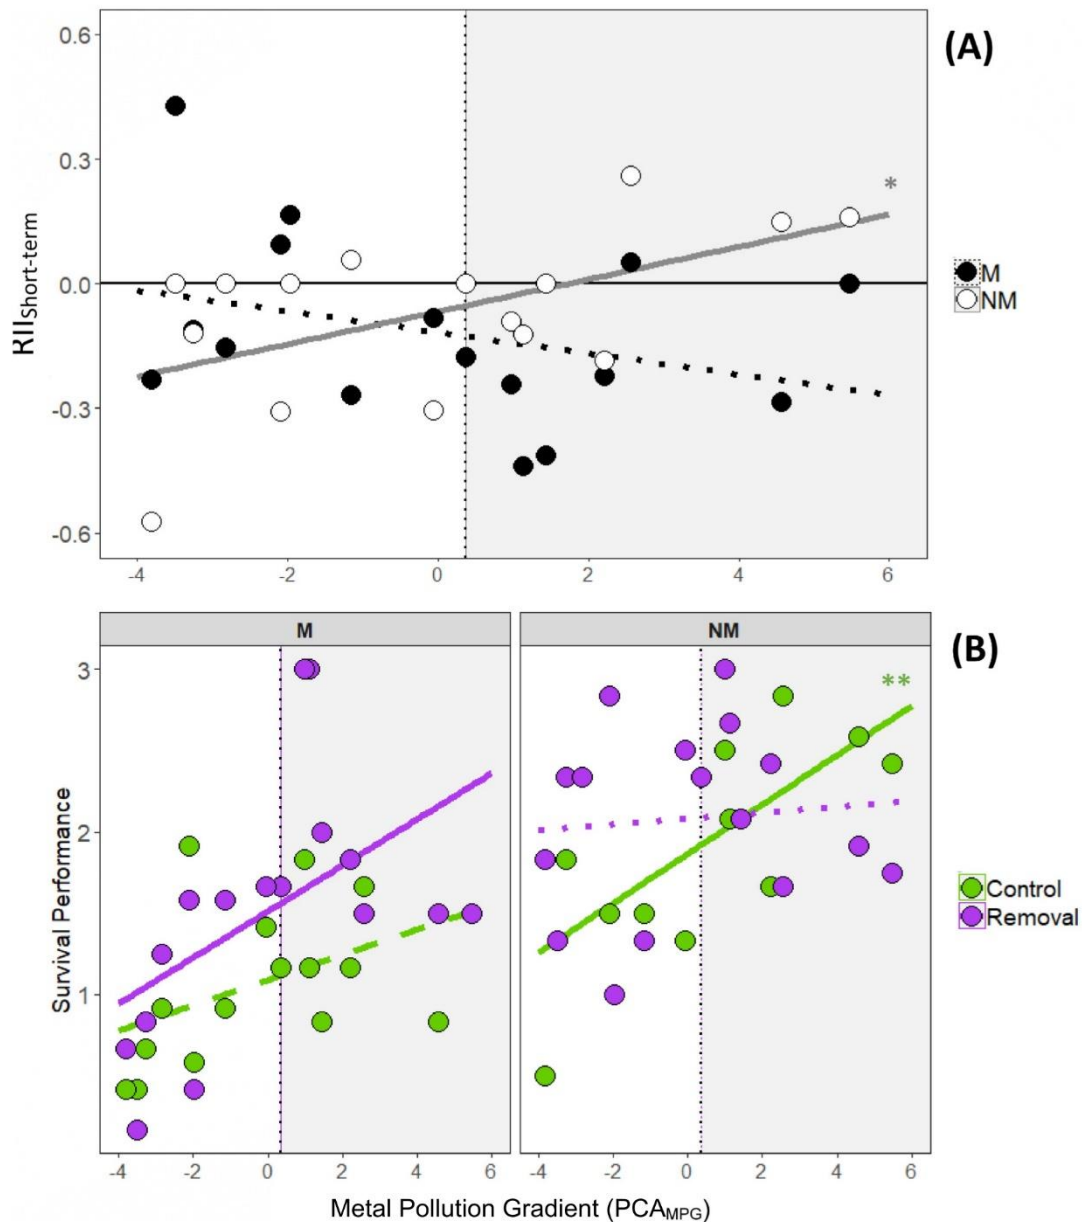 (A)
0.6
0.3
0.0
-0.3
-0.6
RIIShort-term
*
M
NM
-4 -2 0 2 4 6
M NM
(B)
3
2
1
Survival Performance
**
Control
Removal
-4 -2 0 2 4 6 -4 -2 0 2 4 6
Metal Pollution Gradient (PCAMPG)